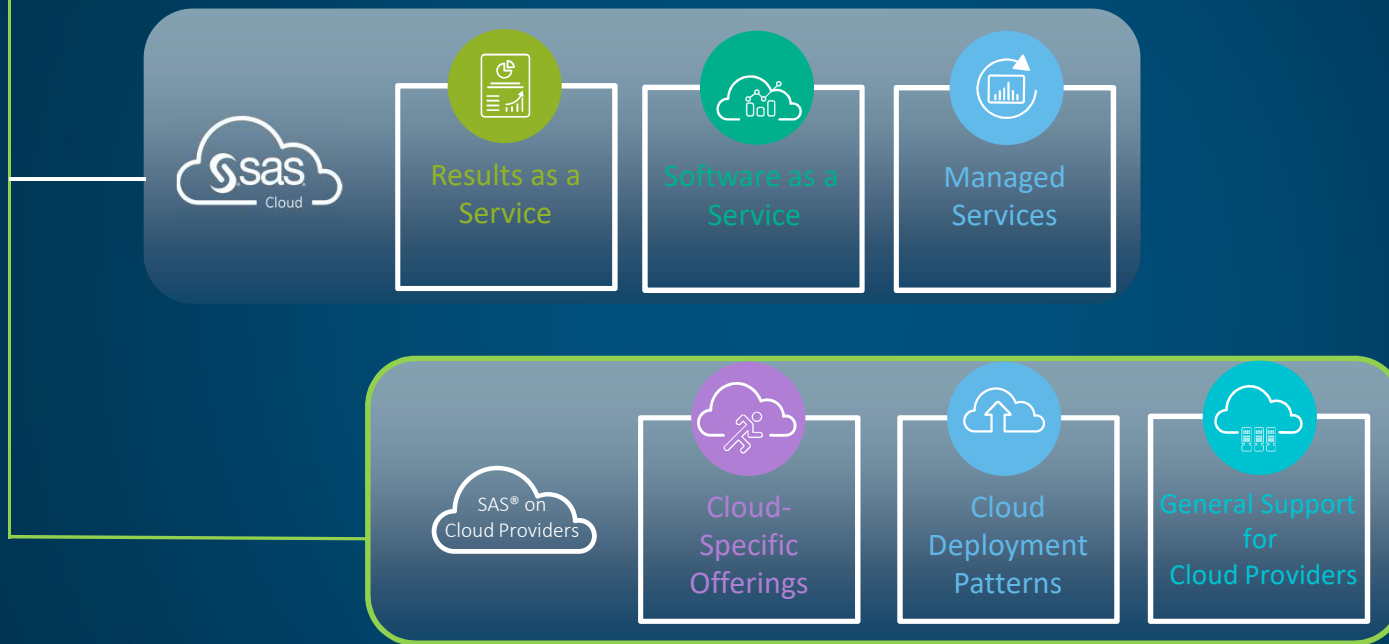 Ssas
Cloud
Results as a
Service
Software as a
Service
Managed
Services
SAS® on
Cloud Providers
Cloud-
Specific
Offerings
Cloud
Deployment
Patterns
General Support
for
Cloud Providers